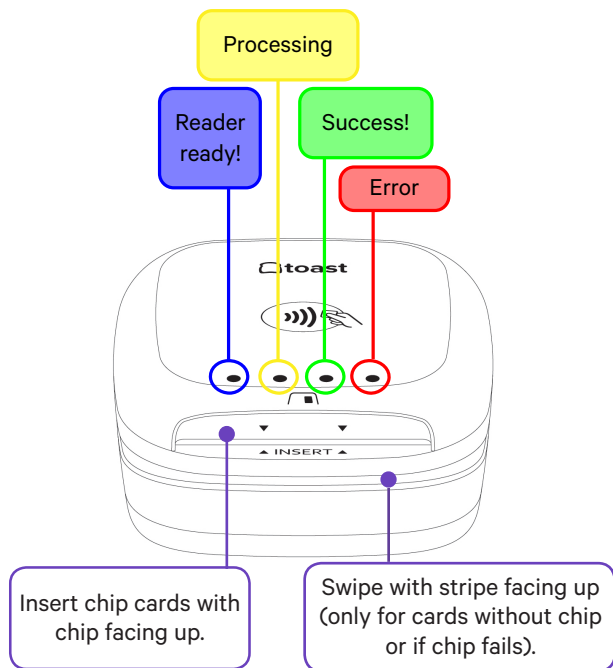 Processing
Reader
ready!
Success!
Error
toast
INSERT
Insert chip cards with
chip facing up.
Swipe with stripe facing up
(only for cards without chip
or if chip fails).